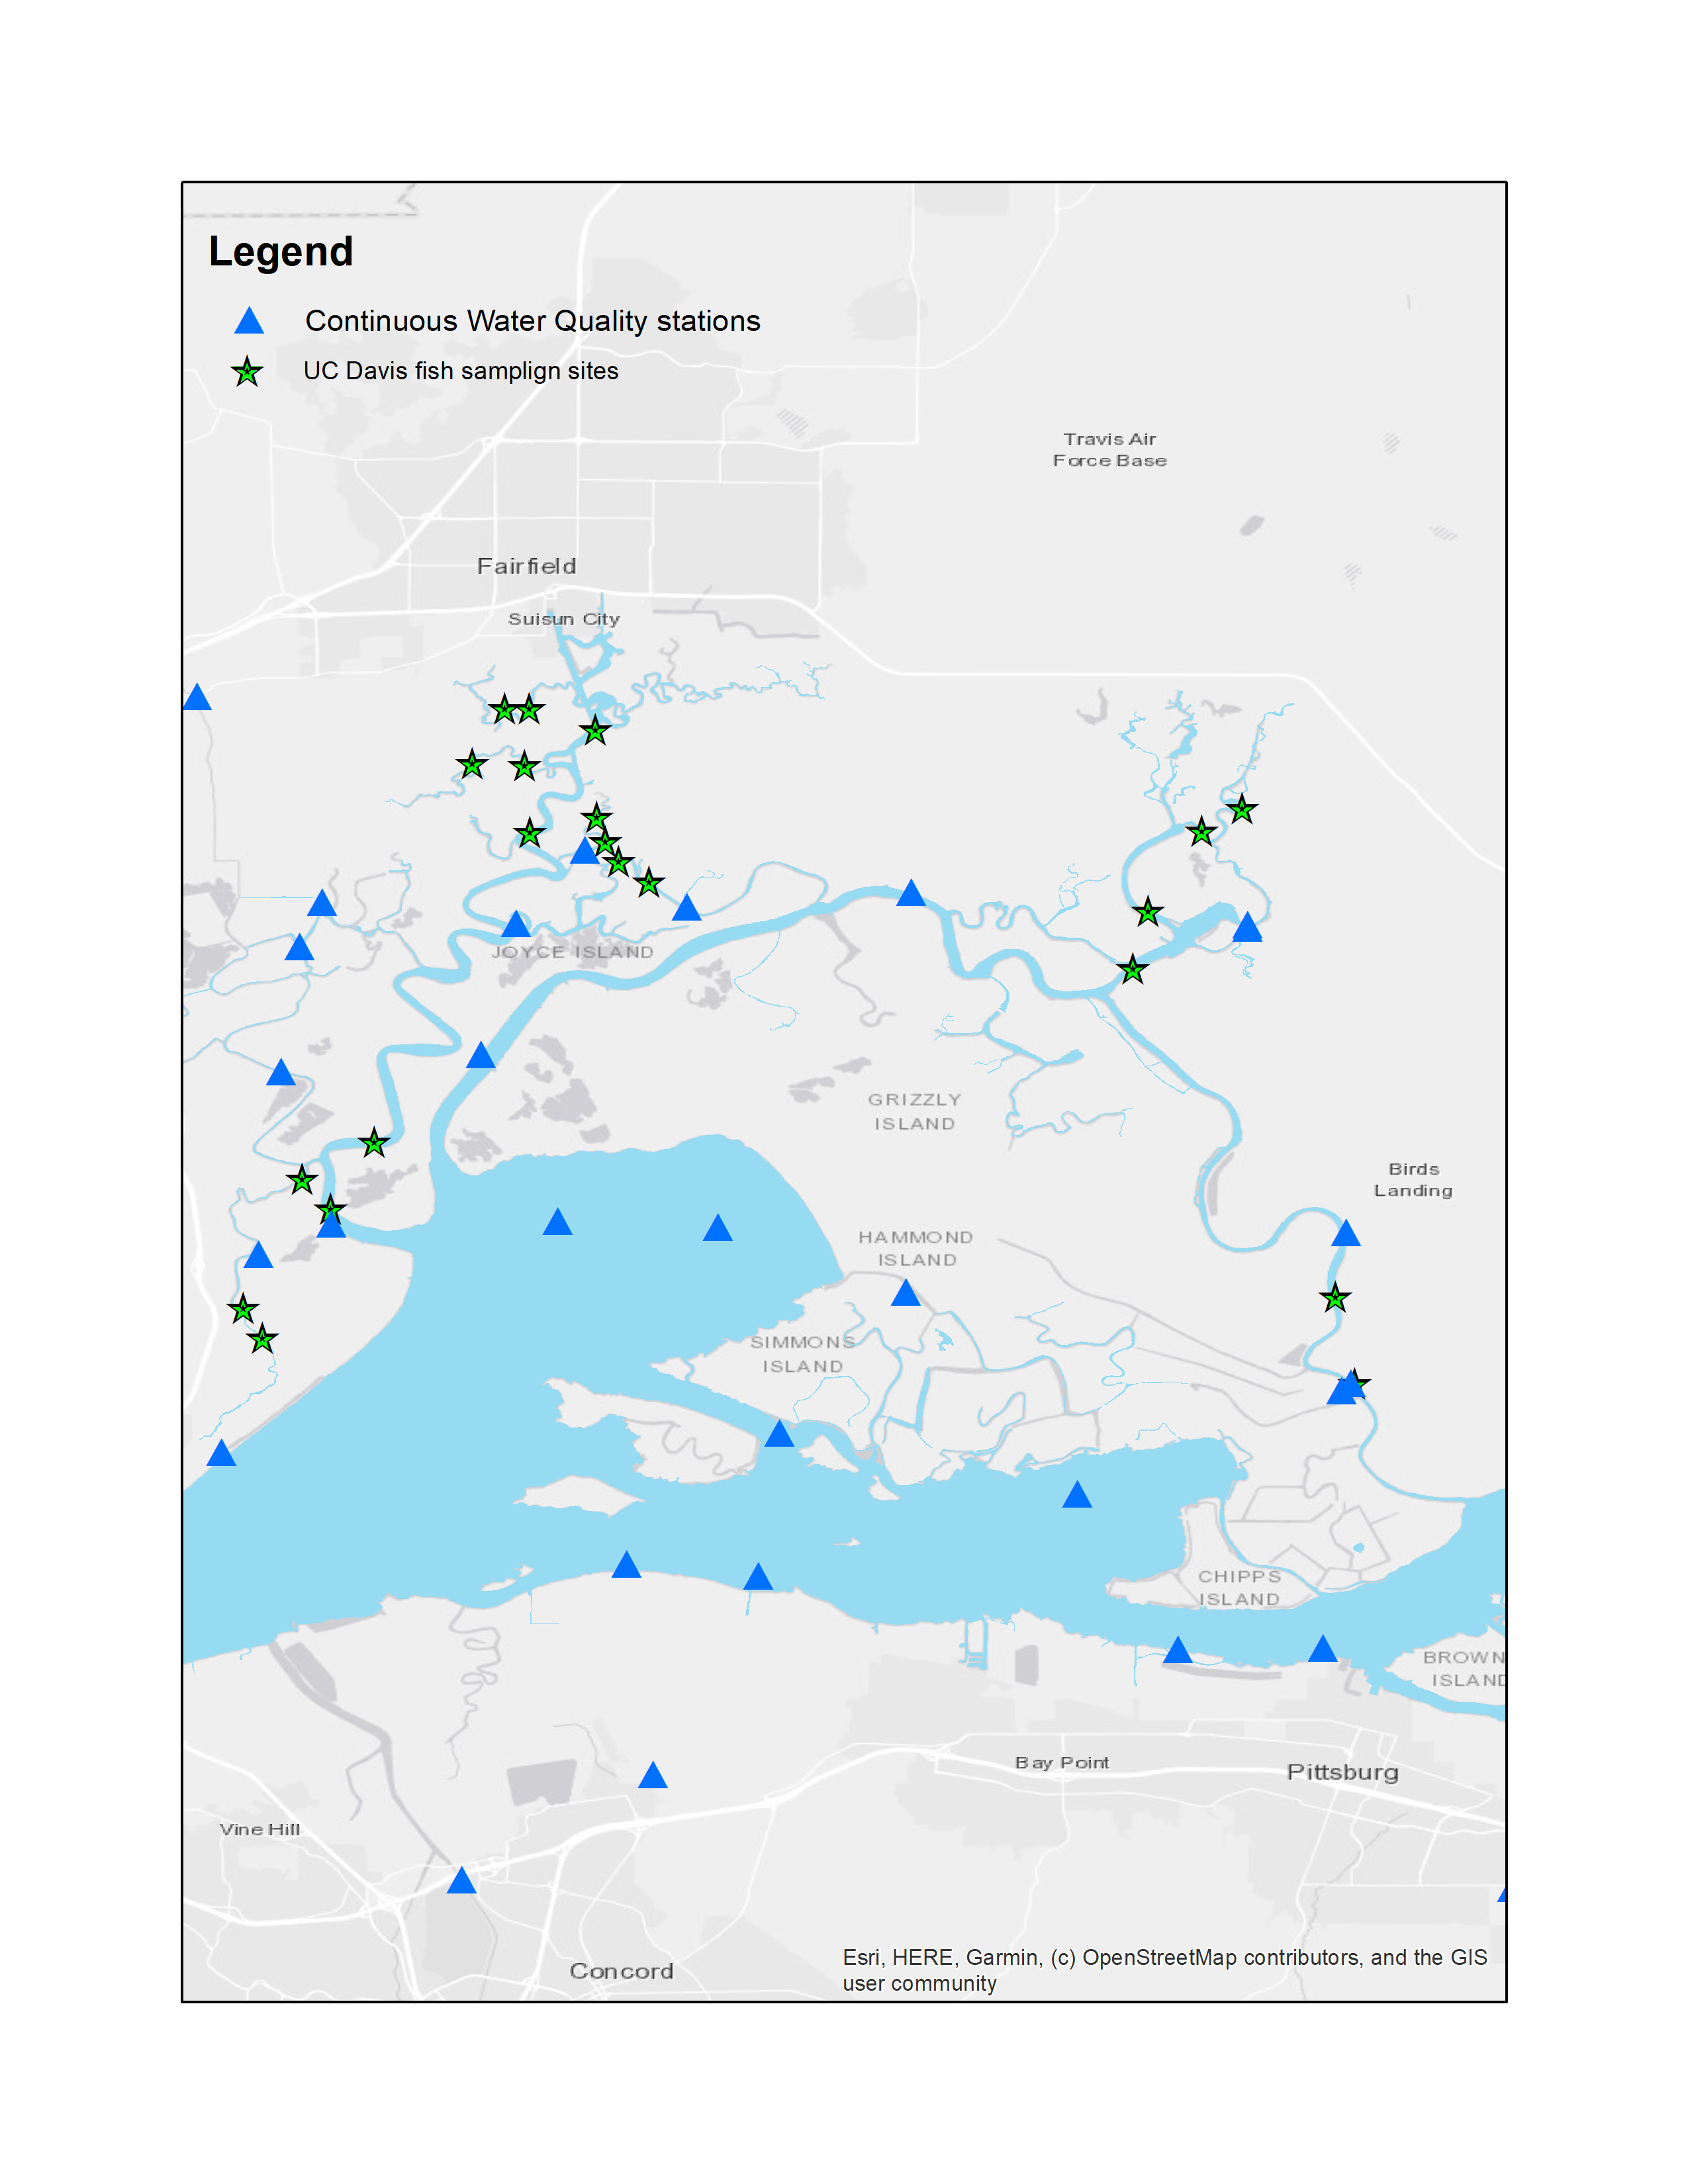 Legend
Continuous Water Quality stations
UC Davis fish samplign sites
Travis Air
Force Base
Fairfield
Suisun City
JOYCE ISLAND
GRIZZLY
ISLAND
Birds
Landing
HAMMOND
ISLAND
SIMMONS
ISLAND
CHIPPS
ISLAND
BROWN
ISLAND
Bay Point
Pittsburg
Vine Hill
Concord
Esri, HERE, Garmin, (c) OpenStreetMap contributors, and the GIS
user community